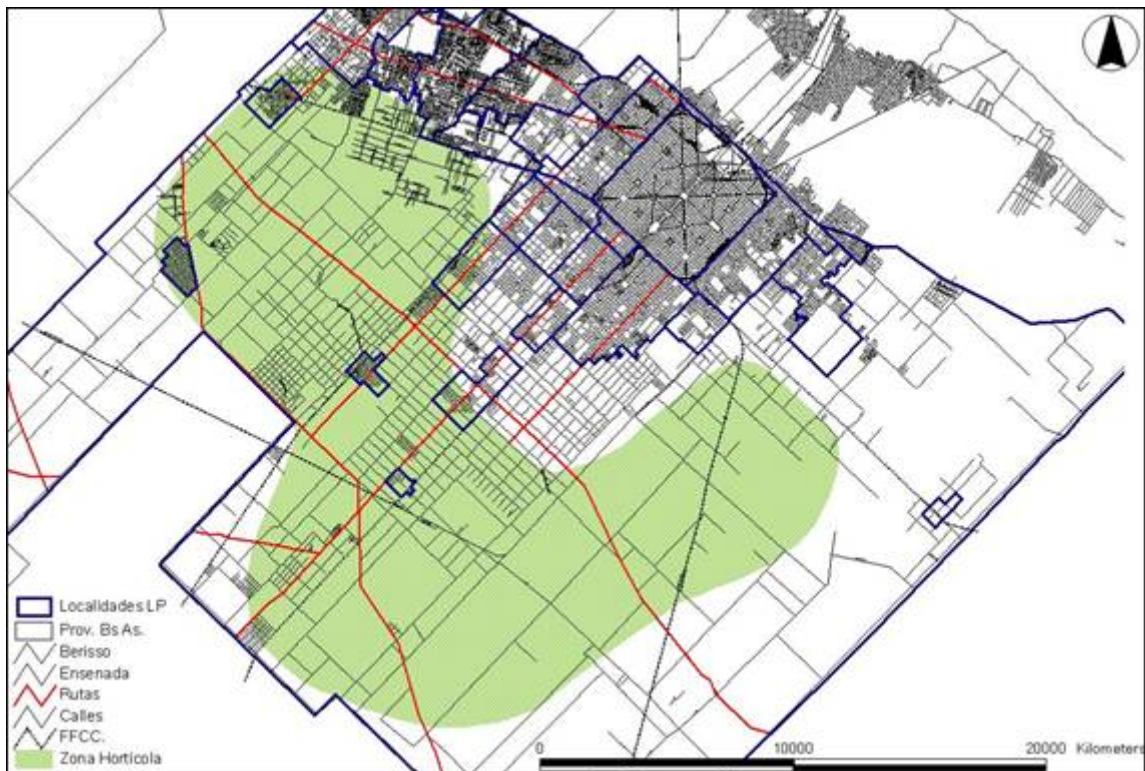 Localidades LP
Prov. Bs As.
Berisso
Ensenada
Rutas
Calles
FFCC.
Zona Hortícola
0 10000 20000 Kilometers